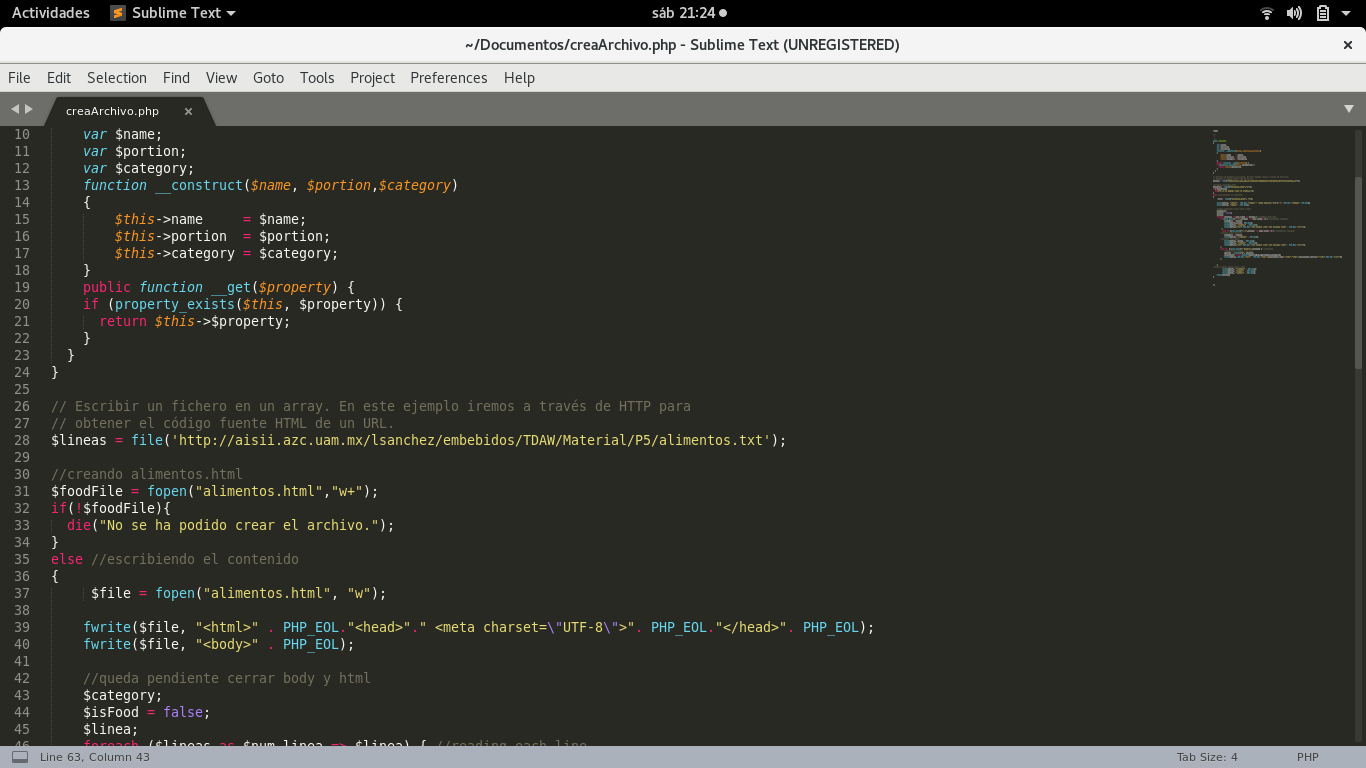 Actividades Sublime Text sáb 21:24
~/Documentos/creaArchivo.php - Sublime Text (UNREGISTERED)
File Edit Selection Find View Goto Tools Project Preferences Help
creaArchivo.php
10 var $name;
11 var $portion;
12 var $category;
13 function __construct($name, $portion,$category)
14 {
15 $this->name     = $name;
16 $this->portion  = $portion;
17 $this->category = $category;
18 }
19 public function __get($property) {
20 if (property_exists($this, $property)) {
21 return $this->$property;
22 }
23 }
24 }
25
26 // Escribir un fichero en un array. En este ejemplo iremos a través de HTTP para
27 // obtener el código fuente HTML de un URL.
28 $lineas = file('http://aisii.azc.uam.mx/lsanchez/embebidos/TDAW/Material/P5/alimentos.txt');
29
30 //creando alimentos.html
31 $foodFile = fopen("alimentos.html","w+");
32 if(!$foodFile){
33 die("No se ha podido crear el archivo.");
34 }
35 else //escribiendo el contenido
36 {
37 $file = fopen("alimentos.html", "w");
38
39 fwrite($file, "<html>" . PHP_EOL."<head>"." <meta charset=\"UTF-8\">". PHP_EOL."</head>". PHP_EOL);
40 fwrite($file, "<body>" . PHP_EOL);
41
42 //queda pendiente cerrar body y html
43 $category;
44 $isFood = false;
45 $linea;
46 foreach ($lineas as $num_linea => $linea) { //reading each line
Line 63, Column 43 Tab Size: 4 PHP